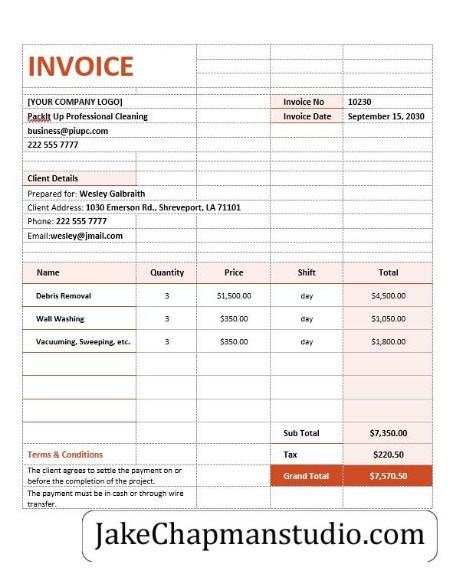 INVOICE
[YOUR COMPANY LOGO] Invoice No 10230
PackIt Up Professional Cleaning Invoice Date September 15, 2030
business@piupc.com
222 555 7777
Client Details
Prepared for: Wesley Galbraith
Client Address: 1030 Emerson Rd., Shreveport, LA 71101
Phone: 222 555 7777
Email:wesley@jmail.com
Name Quantity Price Shift Total
Debris Removal 3 $1,500.00 day $4,500.00
Wall Washing 3 $350.00 day $1,050.00
Vacuuming, Sweeping, etc. 3 $350.00 day $1,800.00
Sub Total $7,350.00
Terms & Conditions Tax $220.50
The client agrees to settle the payment on or
before the completion of the project.
Grand Total $7,570.50
The payment must be in cash or through wire
transfer.
JakeChapmanstudio.com